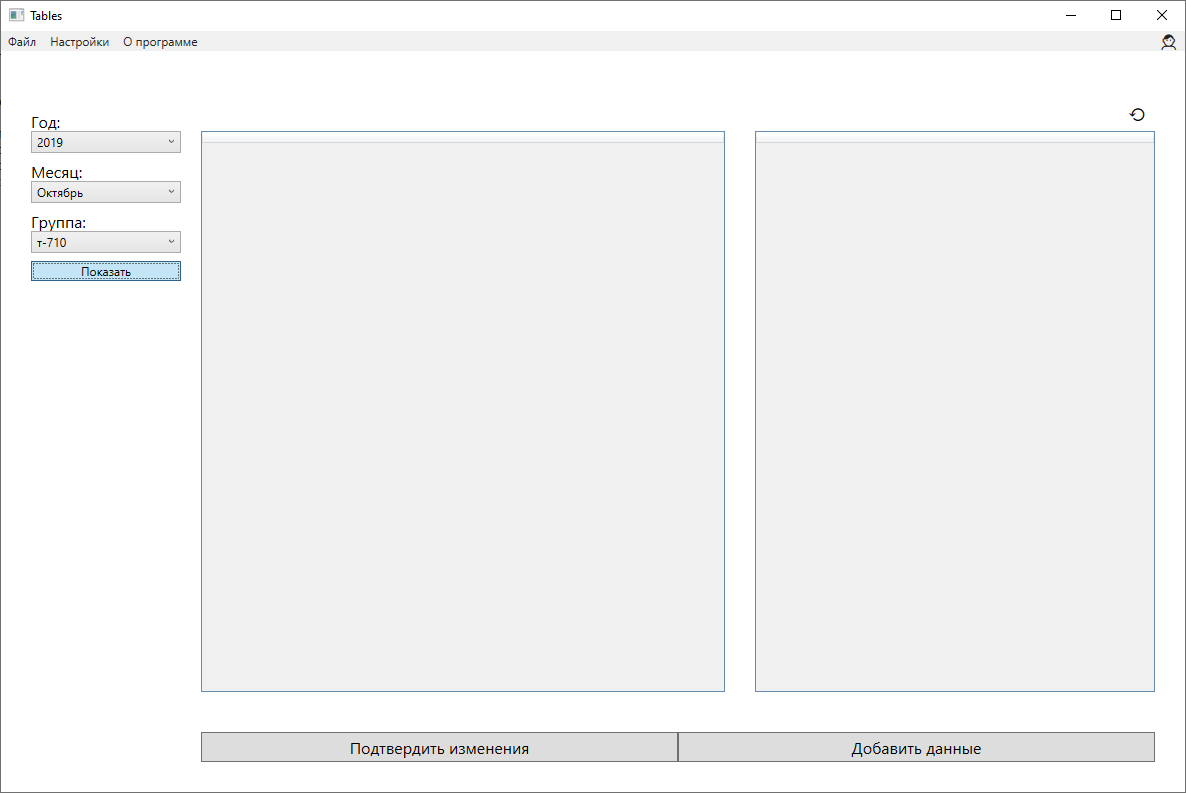 Tables
Файл Настройки О программе
Год:
2019
Месяц:
Октябрь
Группа:
т-710
Показать
Подтвердить изменения Добавить данные